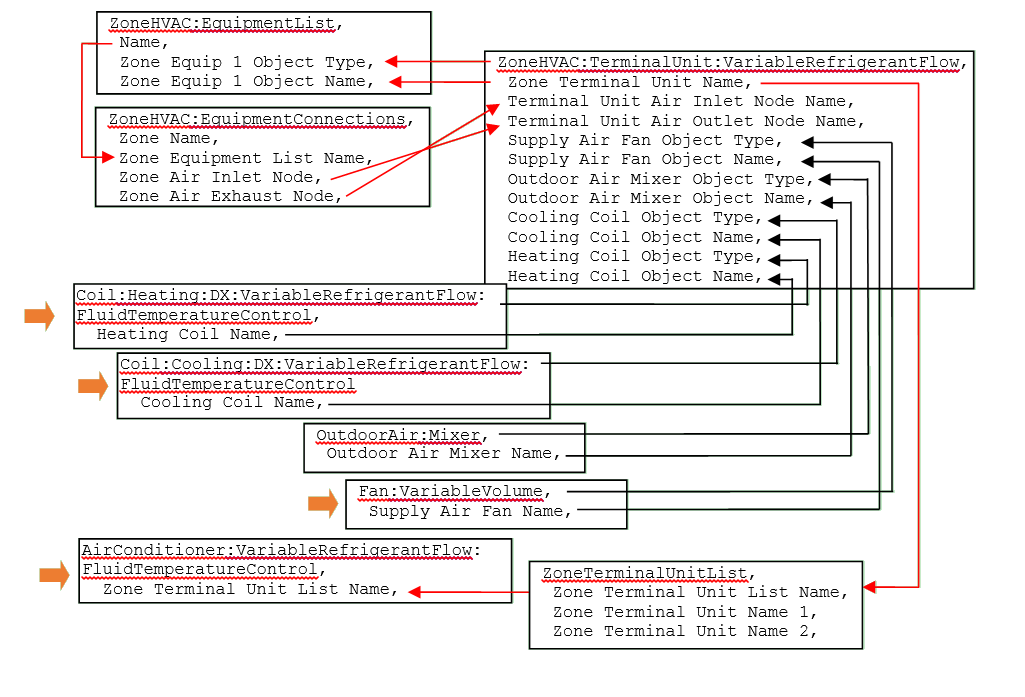 ZoneHVAC:EquipmentList,
Name,
Zone Equip 1 Object Type,
Zone Equip 1 Object Name,
ZoneHVAC:EquipmentConnections,
Zone Name,
Zone Equipment List Name,
Zone Air Inlet Node,
Zone Air Exhaust Node,
ZoneHVAC:TerminalUnit:VariableRefrigerantFlow,
Zone Terminal Unit Name,
Terminal Unit Air Inlet Node Name,
Terminal Unit Air Outlet Node Name,
Supply Air Fan Object Type,
Supply Air Fan Object Name,
Outdoor Air Mixer Object Type,
Outdoor Air Mixer Object Name,
Cooling Coil Object Type,
Cooling Coil Object Name,
Heating Coil Object Type,
Heating Coil Object Name,
Coil:Heating:DX:VariableRefrigerantFlow:
FluidTemperatureControl,
Heating Coil Name,
Coil:Cooling:DX:VariableRefrigerantFlow:
FluidTemperatureControl
Cooling Coil Name,
OutdoorAir:Mixer,
Outdoor Air Mixer Name,
Fan:VariableVolume,
Supply Air Fan Name,
AirConditioner:VariableRefrigerantFlow:
FluidTemperatureControl,
Zone Terminal Unit List Name,
ZoneTerminalUnitList,
Zone Terminal Unit List Name,
Zone Terminal Unit Name 1,
Zone Terminal Unit Name 2,